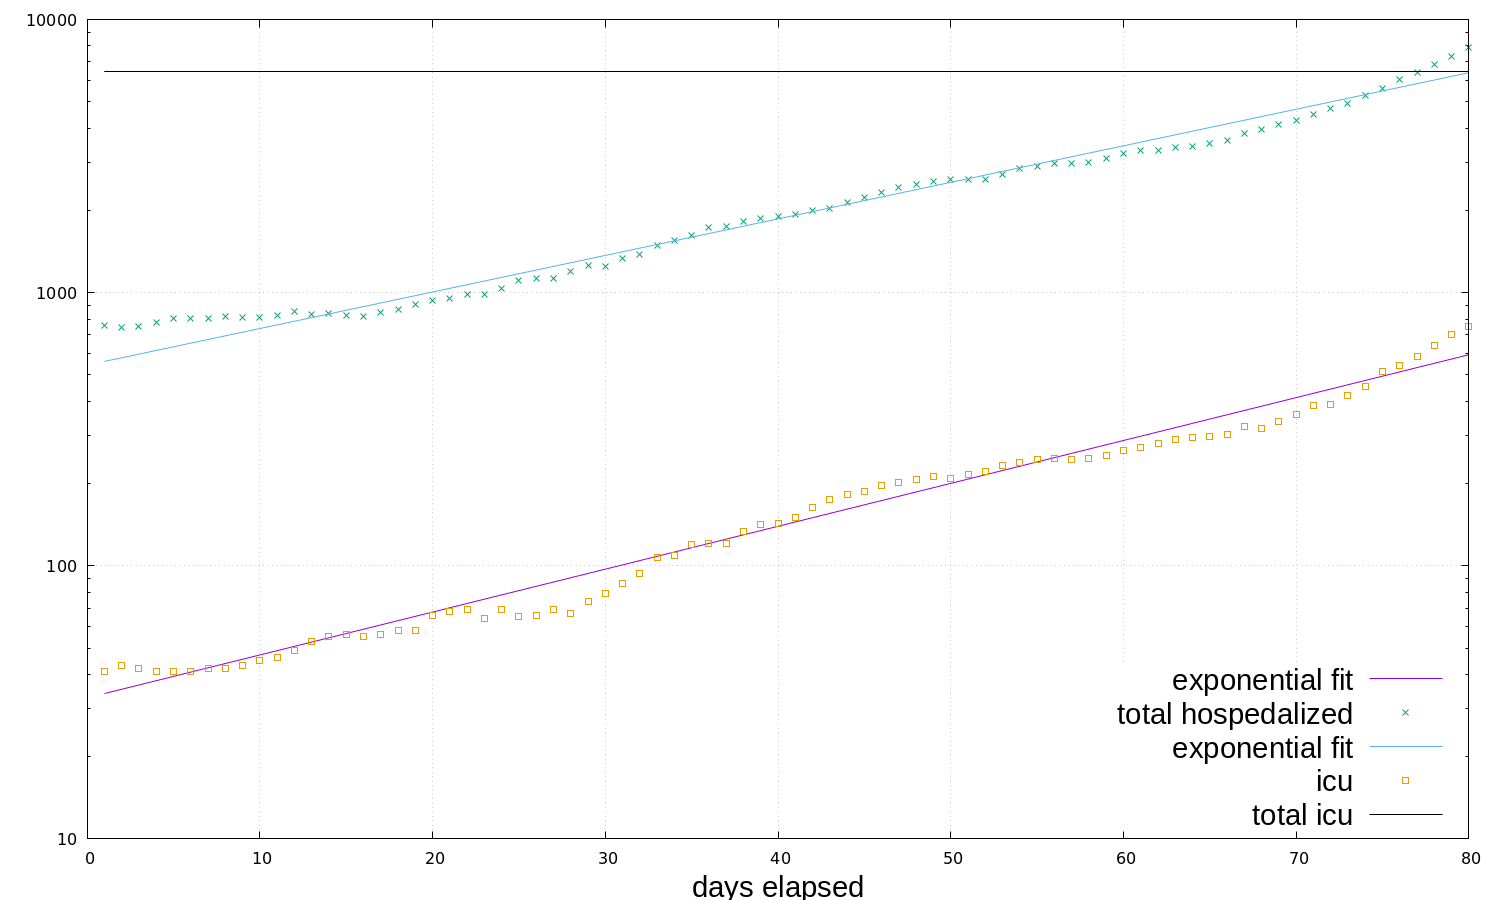 10000
1000
100
10
0 10 20 30 40 50 60 70 80
days elapsed
exponential fit
total hospedalized
exponential fit
icu
total icu